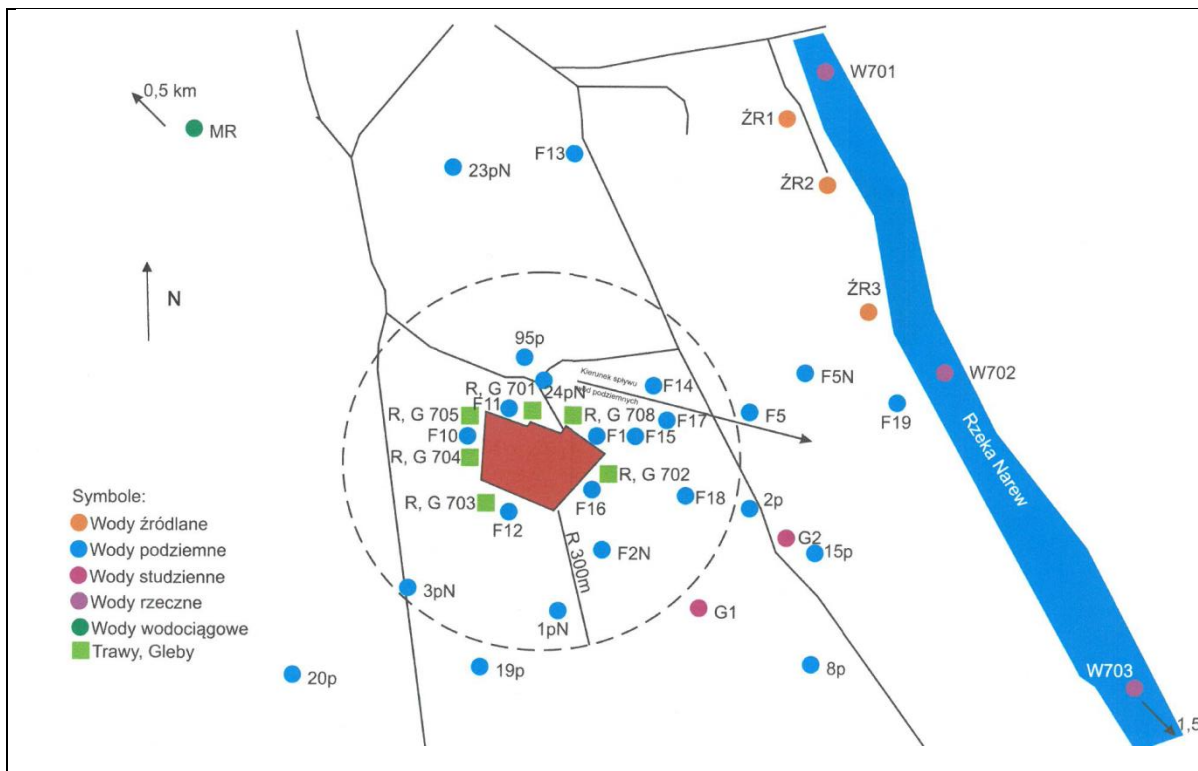 W701
0,5 km
ŹR1
MR
F13
23pN
ŹR2
N
ŹR3
95p
Kierunek spływu
wód podziemnych
F14
F5N
W702
R, G 701
24pN
F11
R, G 705
R, G 708
F17
F5
F19
F10
F1
F15
Rzeka Narew
R, G 704
R, G 702
Symbole:
R, G 703
F16
F18
2p
Wody źródlane
F12
G2
Wody podziemne
F2N
15p
R 300m
Wody studzienne
3pN
Wody rzeczne
1pN
G1
Wody wodociągowe
Trawy, Gleby
20p
19p
8p
W703
1,5